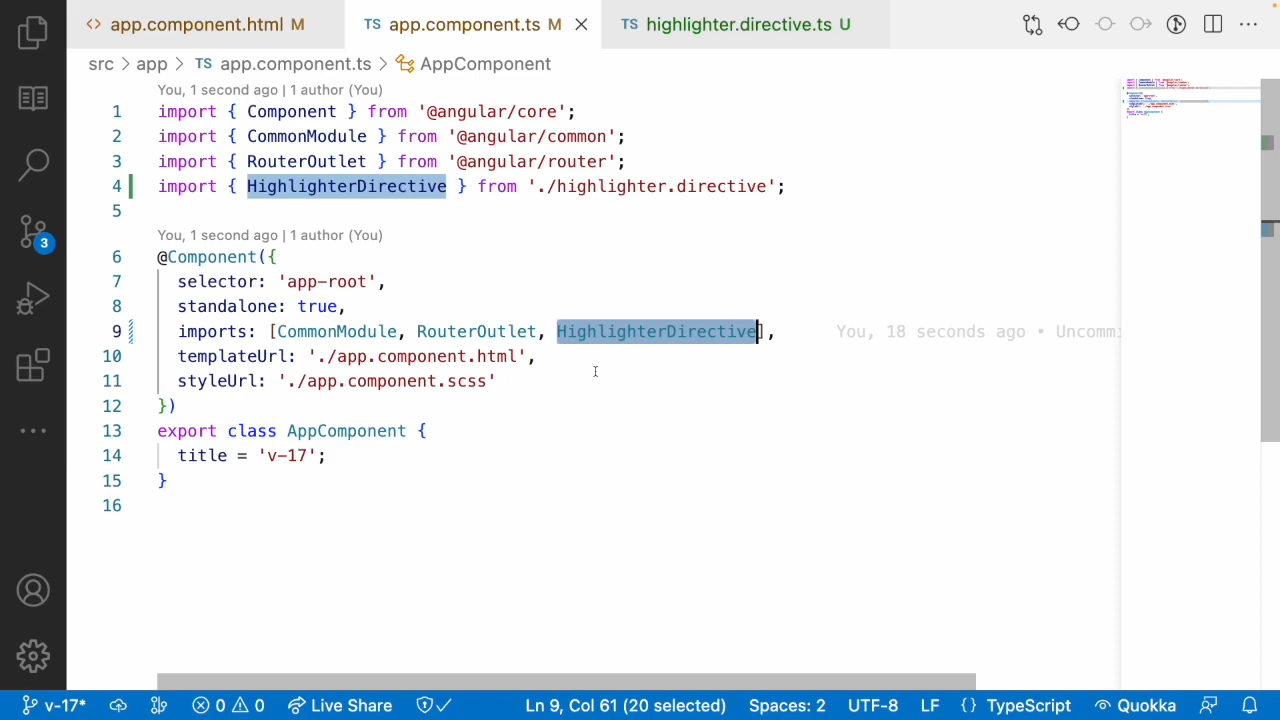 <> app.component.html M
TS app.component.ts M
TS highlighter.directive.ts U
src > app > TS app.component.ts > AppComponent
You, 1 second ago | 1 author (You)
1 import { Component } from '@angular/core';
2 import { CommonModule } from '@angular/common';
3 import { RouterOutlet } from '@angular/router';
4 import { HighlighterDirective } from './highlighter.directive';
5
You, 1 second ago | 1 author (You)
6 @Component({
7 selector: 'app-root',
8 standalone: true,
9 imports: [CommonModule, RouterOutlet, HighlighterDirective], You, 18 seconds ago • Uncommi
10 templateUrl: './app.component.html',
11 styleUrl: './app.component.scss'
12 })
13 export class AppComponent {
14 title = 'v-17';
15 }
16
3
v-17* 0 0 Live Share Ln 9, Col 61 (20 selected) Spaces: 2 UTF-8 LF {} TypeScript Quokka